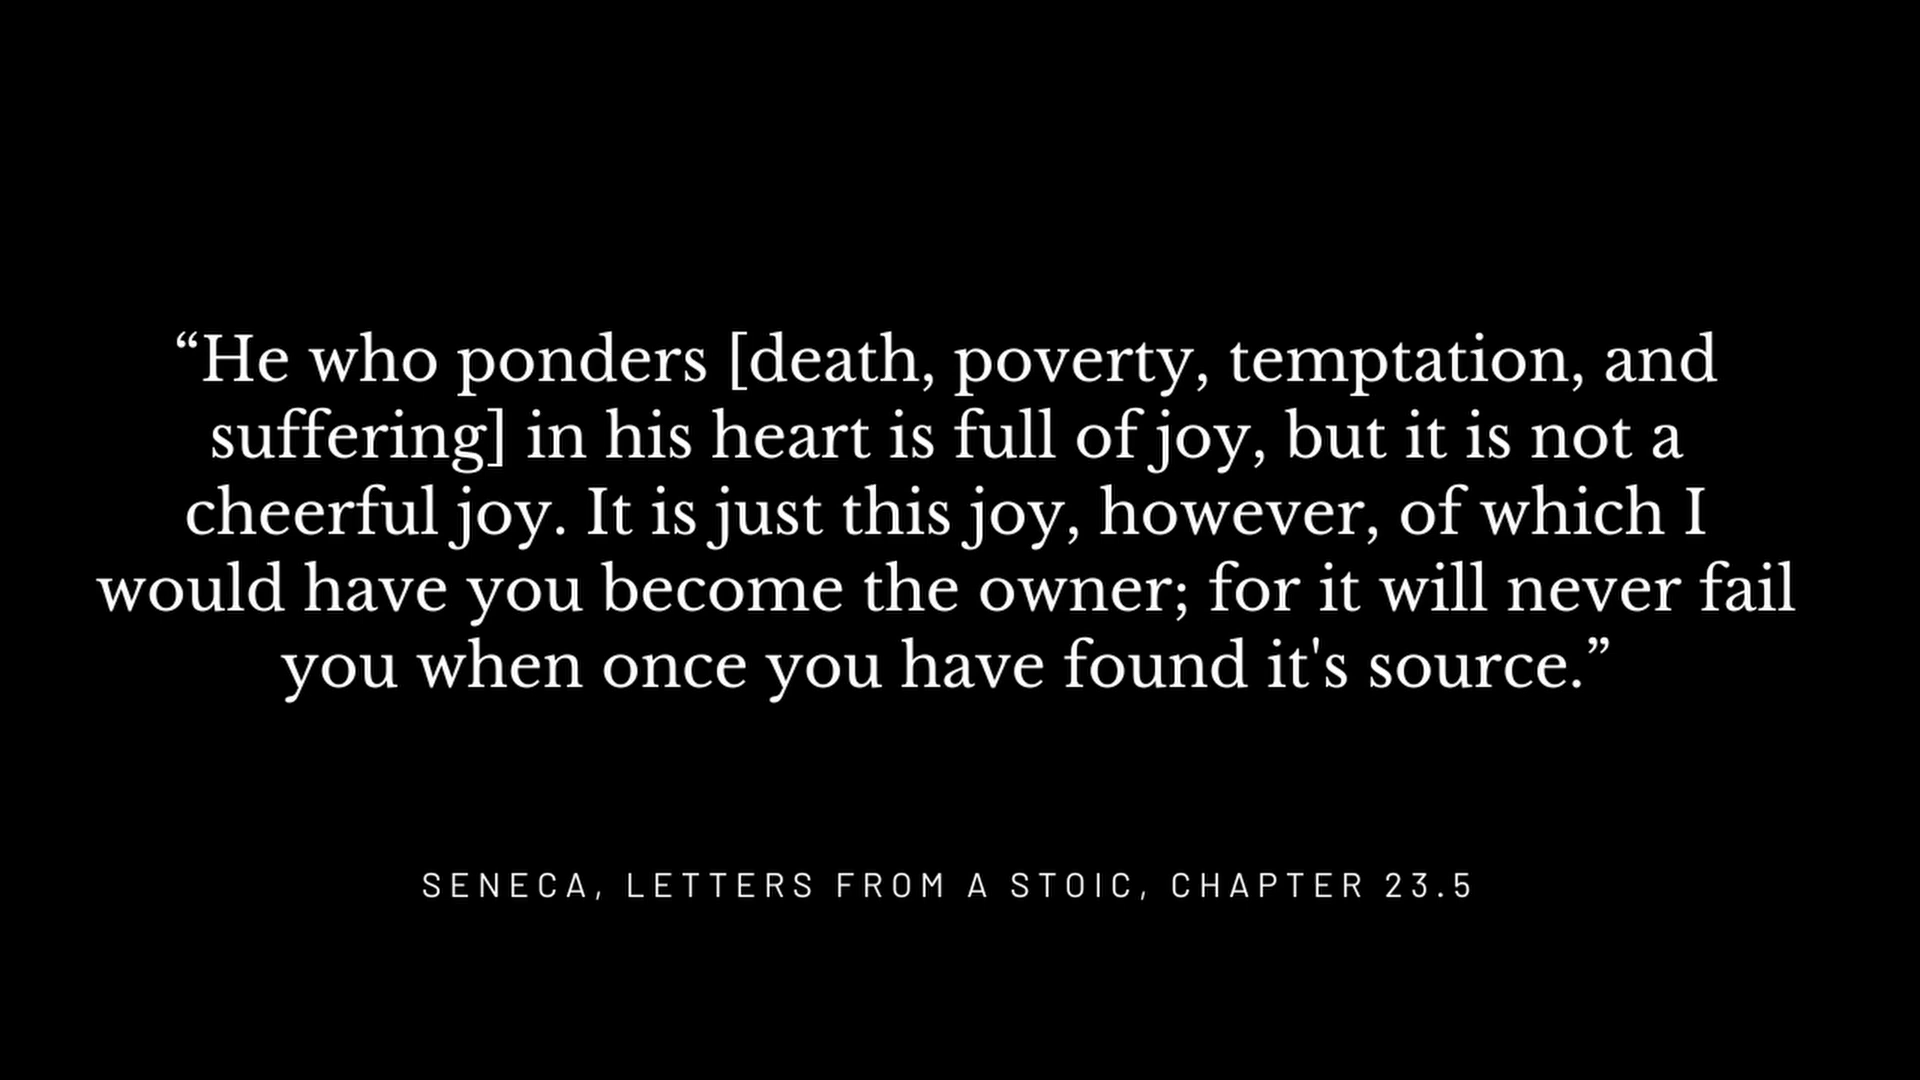 “He who ponders [death, poverty, temptation, and
suffering] in his heart is full of joy, but it is not a
cheerful joy. It is just this joy, however, of which I
would have you become the owner; for it will never fail
you when once you have found it's source.”
SENECA, LETTERS FROM A STOIC, CHAPTER 23.5